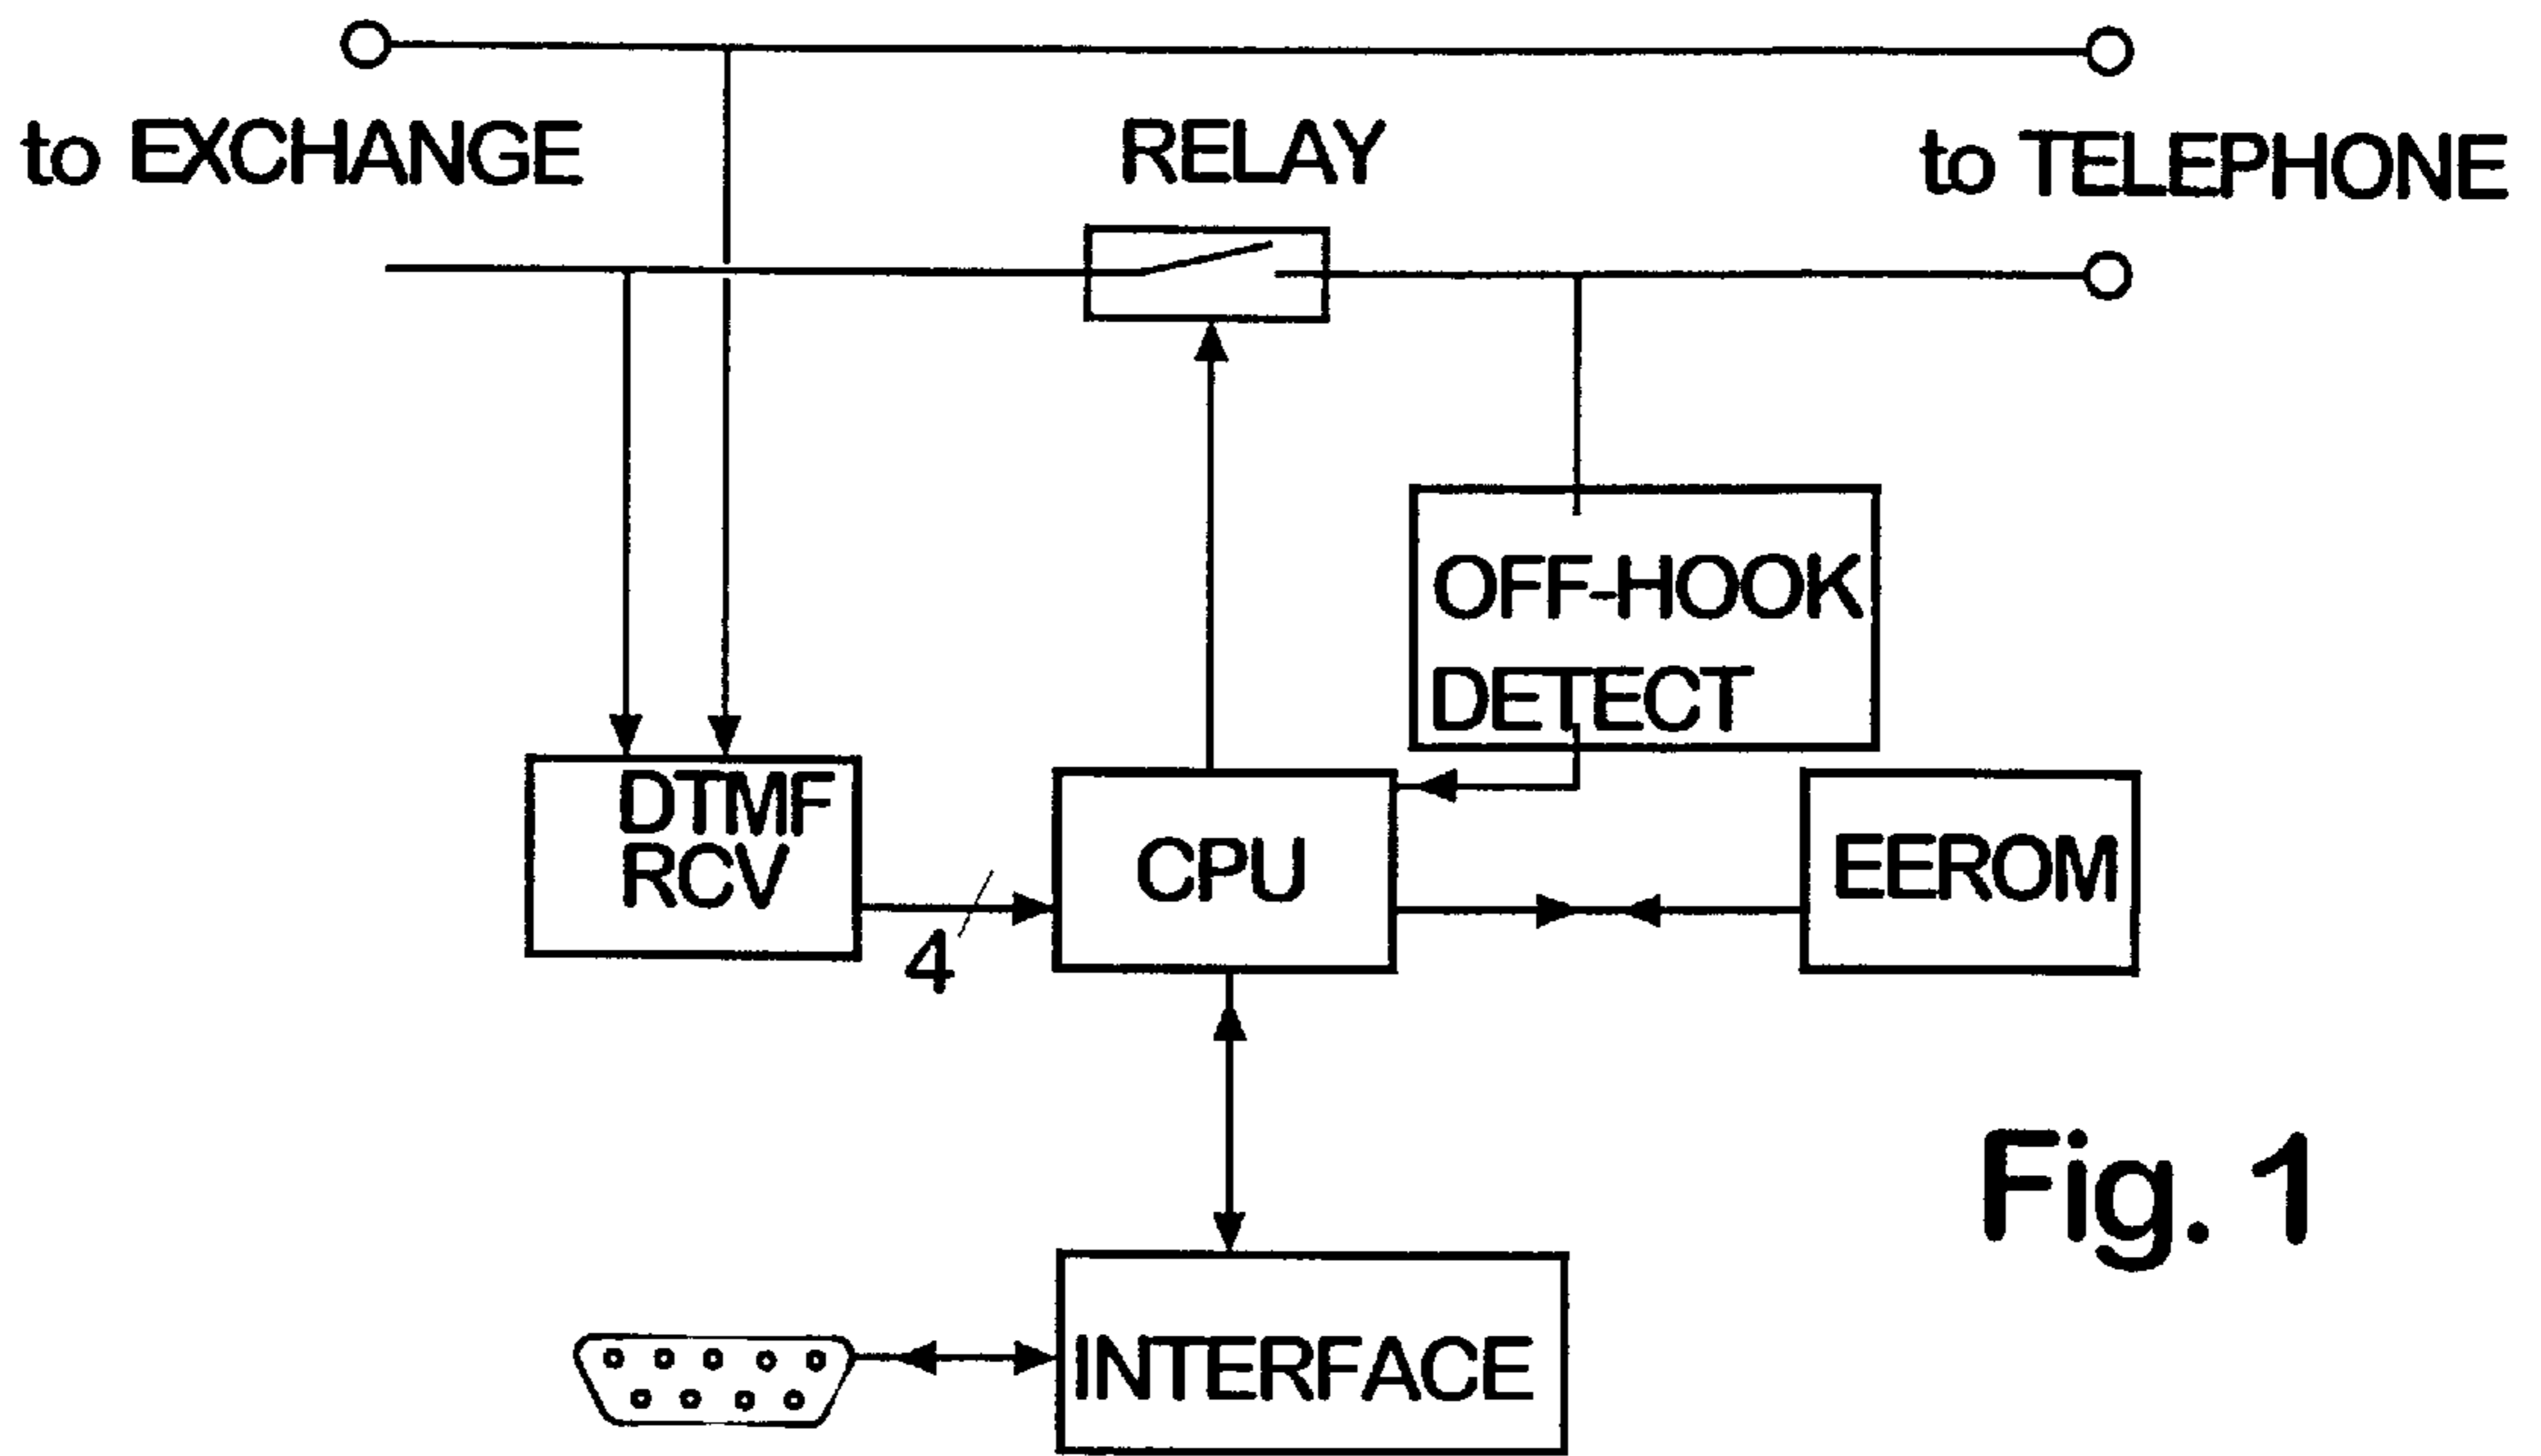 to EXCHANGE
RELAY
to TELEPHONE
OFF-HOOK
DETECT
DTMF
RCV
4
CPU
EEROM
INTERFACE
Fig. 1